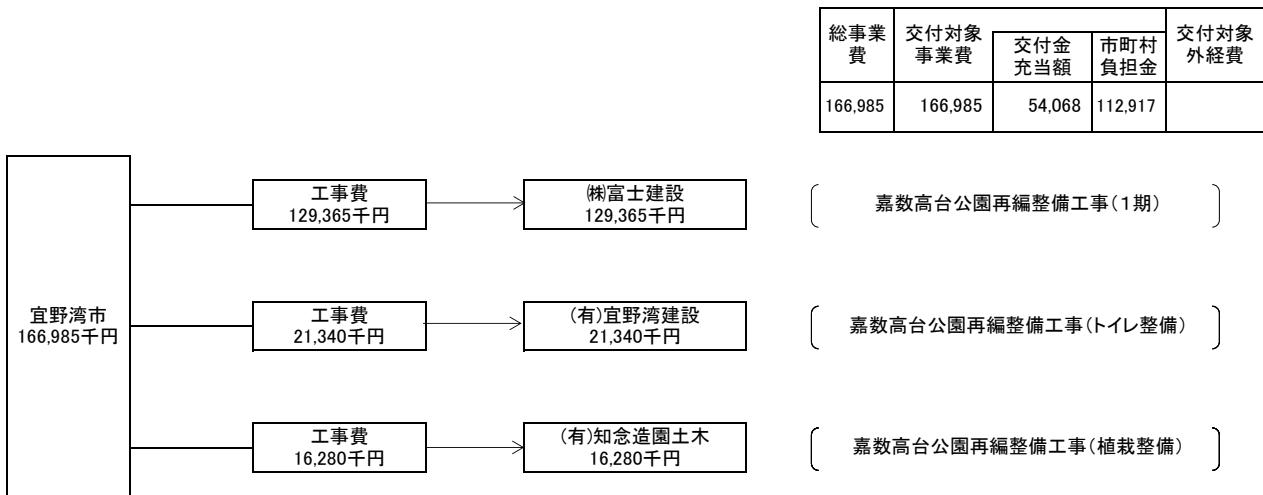 総事業
費
交付対象
事業費
交付金
充当額
市町村
負担金
交付対象
外経費
166,985
166,985
54,068
112,917
宜野湾市
166,985千円
工事費
129,365千円
㈱富士建設
129,365千円
嘉数高台公園再編整備工事(1期)
工事費
21,340千円
(有)宜野湾建設
21,340千円
嘉数高台公園再編整備工事(トイレ整備)
工事費
16,280千円
(有)知念造園土木
16,280千円
嘉数高台公園再編整備工事(植栽整備)